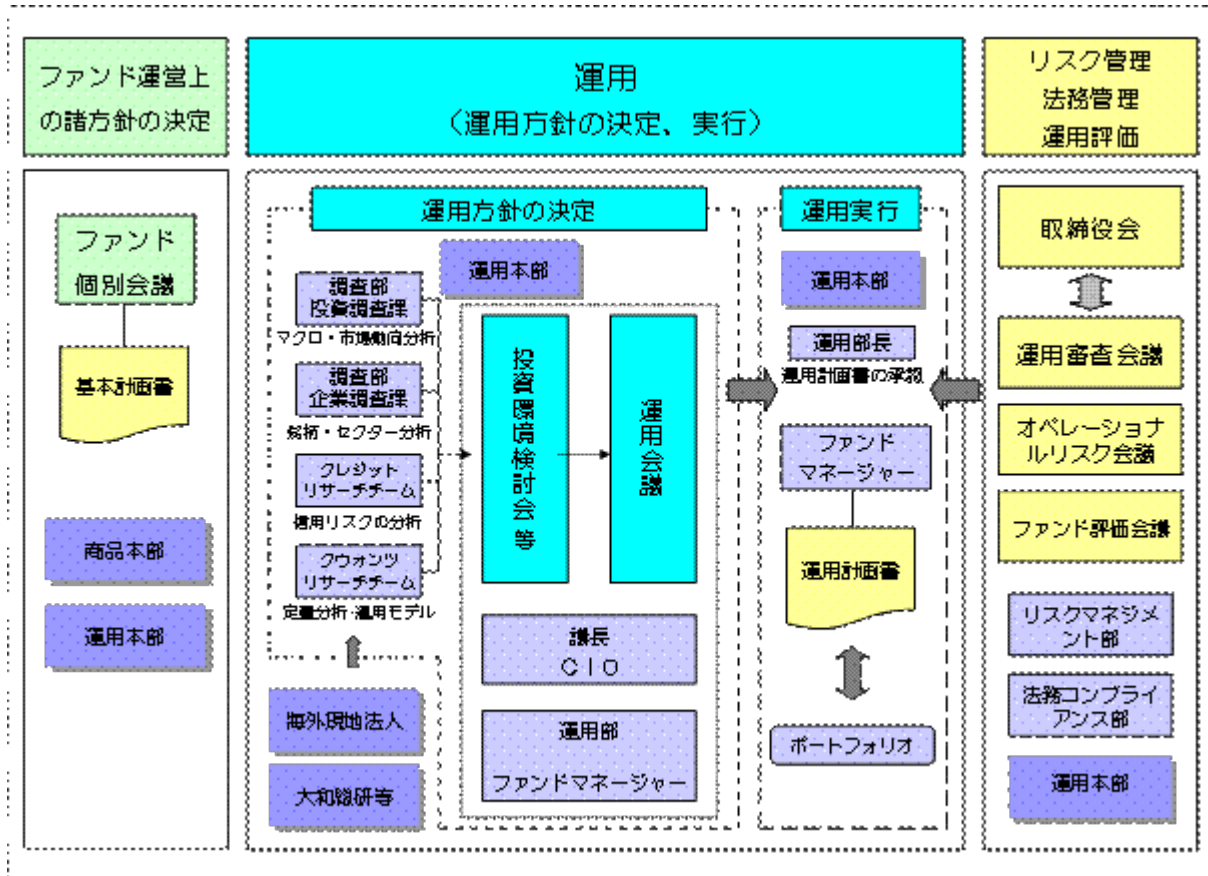 ファンド運営上
の諸方針の決定
運用
(運用方針の決定、実行)
リスク管理
法務管理
運用評価
ファンド
個別会議
基本計画書
商品本部
運用本部
運用方針の決定
運用本部
調査部
投資調査課
マクロ・市場動向分析
調査部
企業調査課
銘柄・セクター分析
クレジット
リサーチチーム
信用リスクの分析
クウォンツ
リサーチチーム
定量分析・運用モデル
海外現地法人
大和総研等
投資環境検討会 等
運用会議
議長
CIO
運用部
ファンドマネージャー
運用実行
運用本部
運用部長
運用計画書の承認
ファンド
マネージャー
運用計画書
ポートフォリオ
取締役会
運用審査会議
オペレーショナ
ルリスク会議
ファンド評価会議
リスクマネジメ
ント部
法務コンプライ
アンス部
運用本部